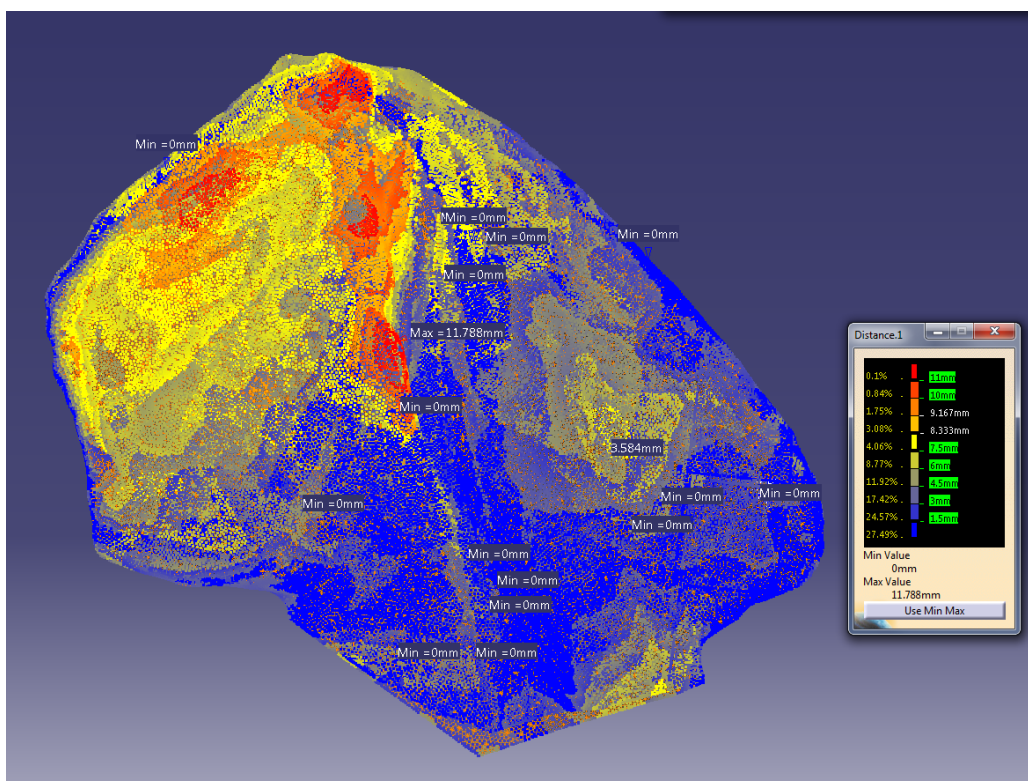 Min =0mm
Min =0mm
Min =0mm
Min =0mm
Min =0mm
Max =11.788mm
Min =0mm
3.584mm
Min =0mm
Min =0mm
Min =0mm
Min =0mm
Min =0mm
Min =0mm
Min =0mm
Min =0mm
Min =0mm
Distance.1
0.1% . 11mm
0.84% . 10mm
1.75% . 9.167mm
3.08% . 8.333mm
4.06% . 7.5mm
8.77% . 6mm
11.92% . 4.5mm
17.42% . 3mm
24.57% . 1.5mm
27.49% .
Min Value
0mm
Max Value
11.788mm
Use Min Max